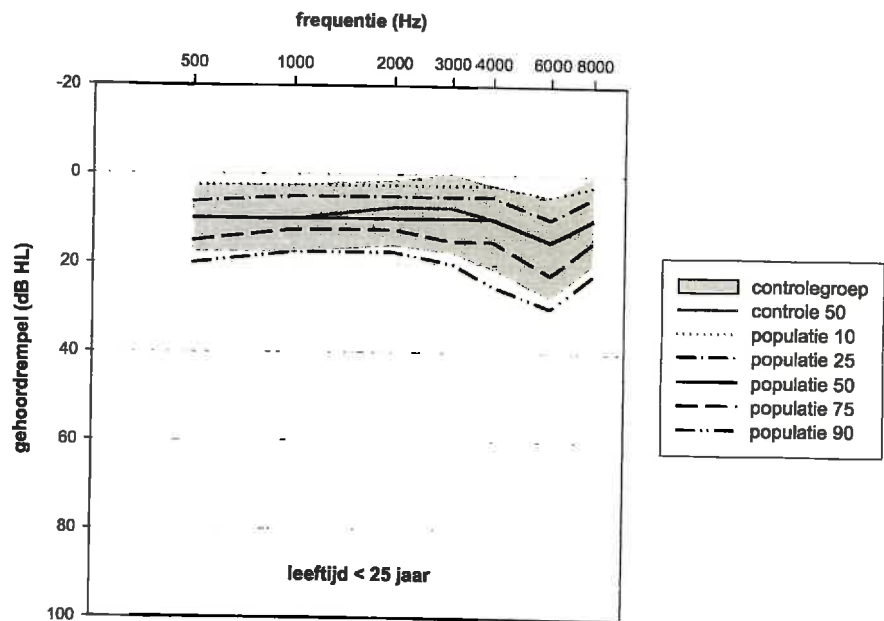 frequentie (Hz)
500 1000 2000 3000 4000 6000 8000
-20
0
20
40
60
80
100
gehoordrempel (dB HL)
leeftijd < 25 jaar
controlegroep
controle 50
populatie 10
populatie 25
populatie 50
populatie 75
populatie 90